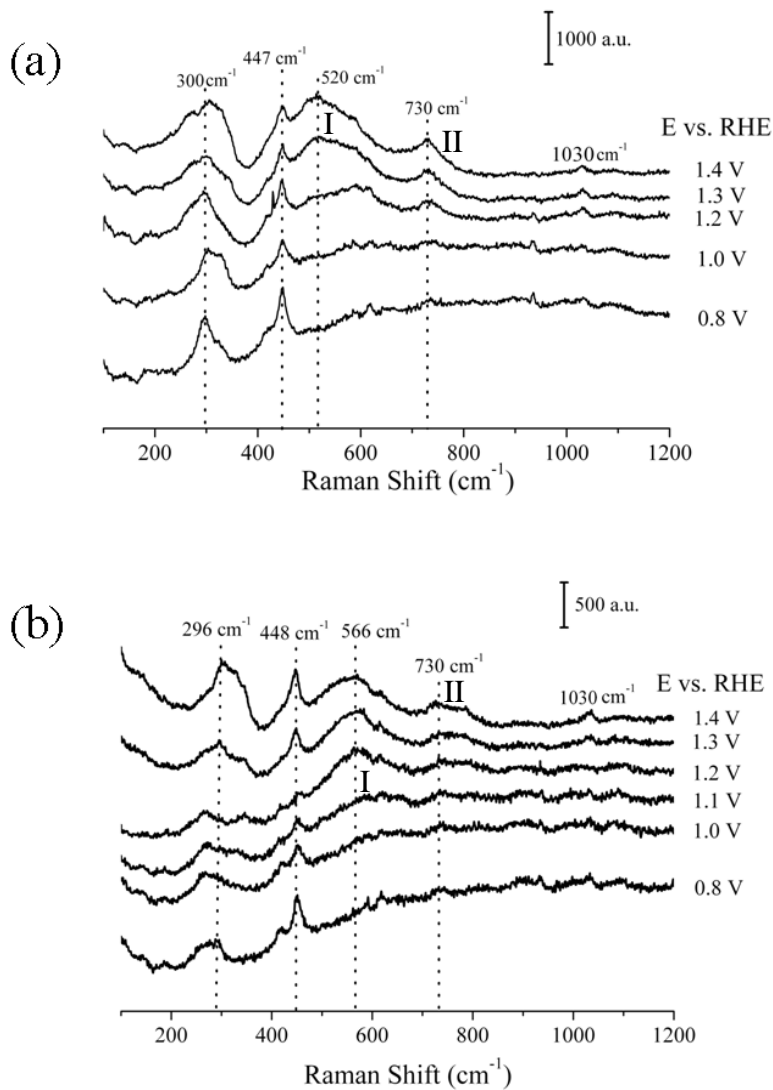 (a)
1000 a.u.
300 cm⁻¹
447 cm⁻¹
520 cm⁻¹
730 cm⁻¹
1030 cm⁻¹
I
II
E vs. RHE
1.4 V
1.3 V
1.2 V
1.0 V
0.8 V
200 400 600 800 1000 1200
Raman Shift (cm⁻¹)
(b)
500 a.u.
296 cm⁻¹
448 cm⁻¹
566 cm⁻¹
730 cm⁻¹
1030 cm⁻¹
II
I
E vs. RHE
1.4 V
1.3 V
1.2 V
1.1 V
1.0 V
0.8 V
200 400 600 800 1000 1200
Raman Shift (cm⁻¹)